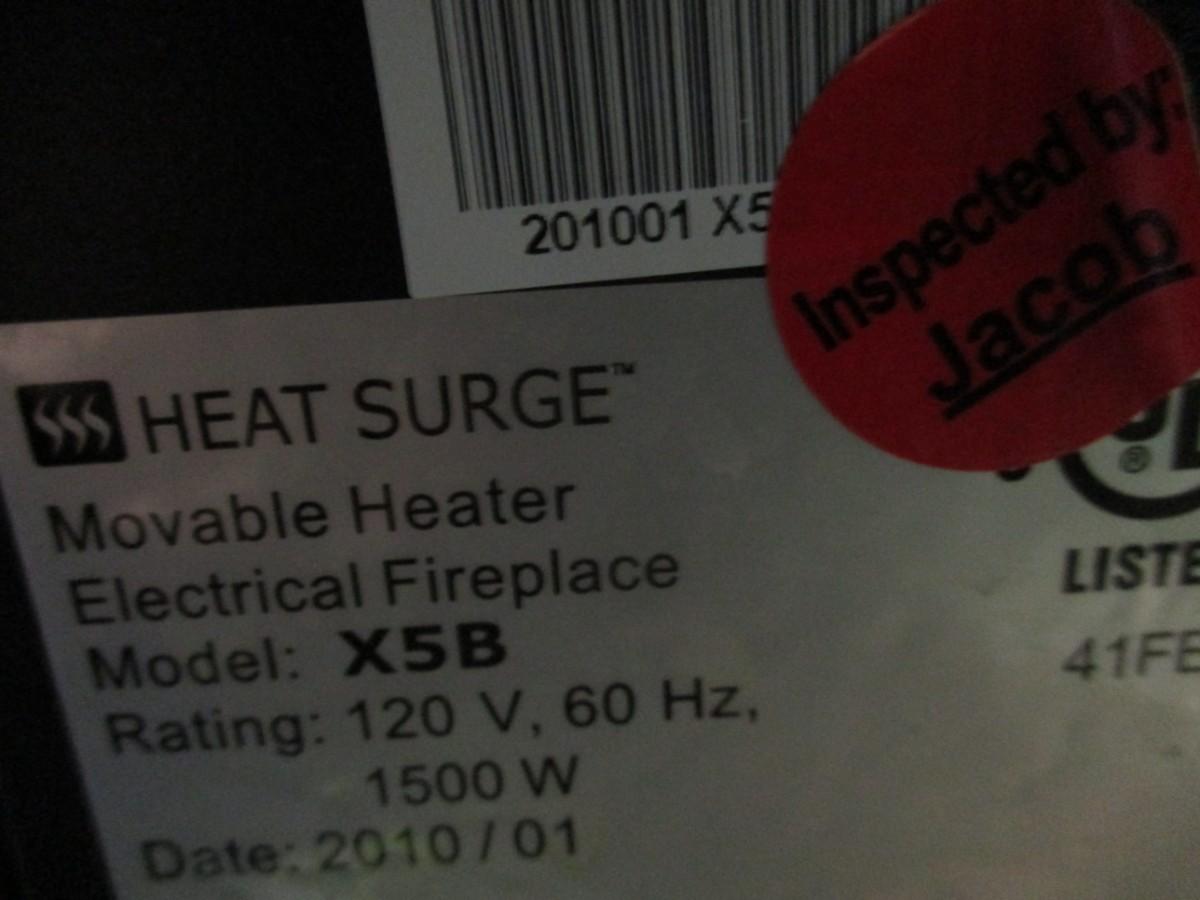 201001 X5
Inspected by:
Jacob
HEAT SURGE™
Movable Heater
Electrical Fireplace
Model: X5B
Rating: 120 V, 60 Hz,
1500 W
Date: 2010 / 01
®
LISTE
41FE